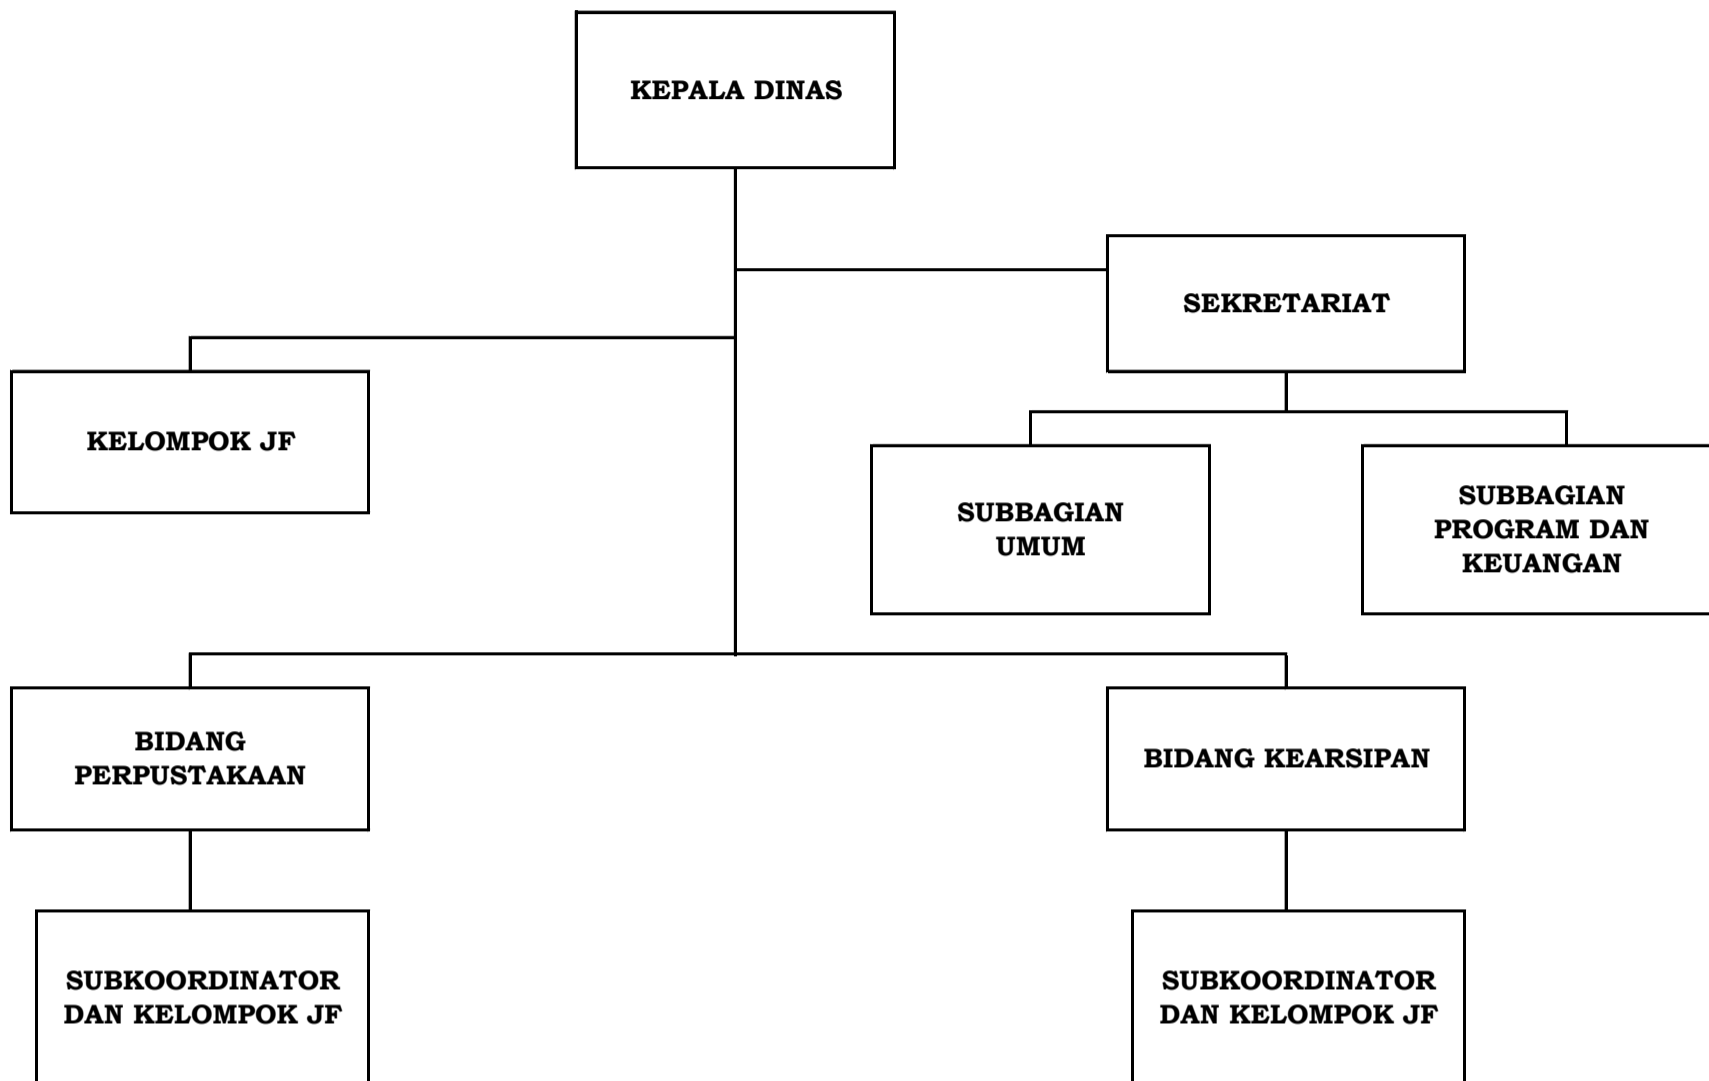 KEPALA DINAS
SEKRETARIAT
KELOMPOK JF
SUBBAGIAN
UMUM
SUBBAGIAN
PROGRAM DAN
KEUANGAN
BIDANG
PERPUSTAKAAN
BIDANG KEARSIPAN
SUBKOORDINATOR
DAN KELOMPOK JF
SUBKOORDINATOR
DAN KELOMPOK JF